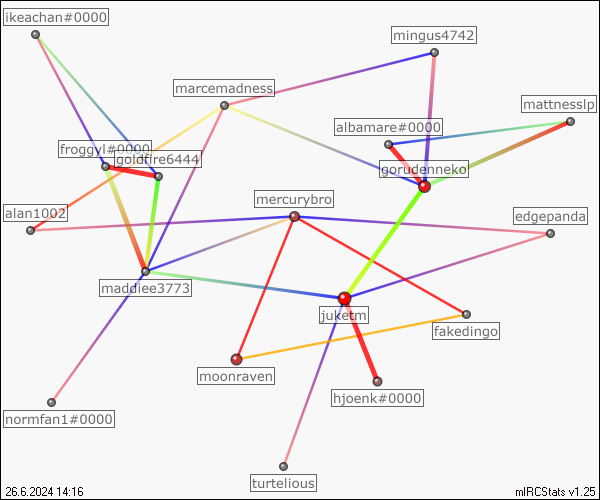 ikeachan#0000
mingus4742
marcemadness
mattnesslp
albamare#0000
froggyl#0000
goldfire6444
gorudenneko
mercurybro
alan1002
edgepanda
maddiee3773
juketm
fakedingo
moonraven
hjoenk#0000
normfan1#0000
turtelious
26.6.2024 14:16
mIRCStats v1.25